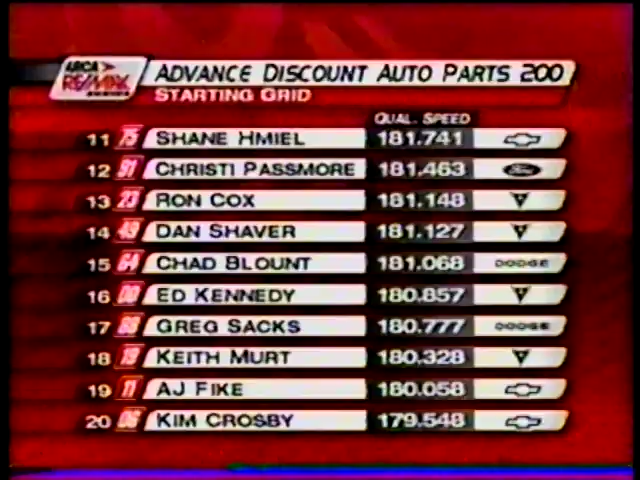 ARCA
RE/MAX
SERIES
ADVANCE DISCOUNT AUTO PARTS 200
STARTING GRID
QUAL. SPEED
11 75 SHANE HMIEL 181.741
12 91 CHRISTI PASSMORE 181.463 Ford
13 23 RON COX 181.148
14 49 DAN SHAVER 181.127
15 64 CHAD BLOUNT 181.068 DODGE
16 00 ED KENNEDY 180.857
17 GREG SACKS 180.777 DODGE
18 19 KEITH MURT 180.328
19 11 AJ FIKE 180.058
20 06 KIM CROSBY 179.548